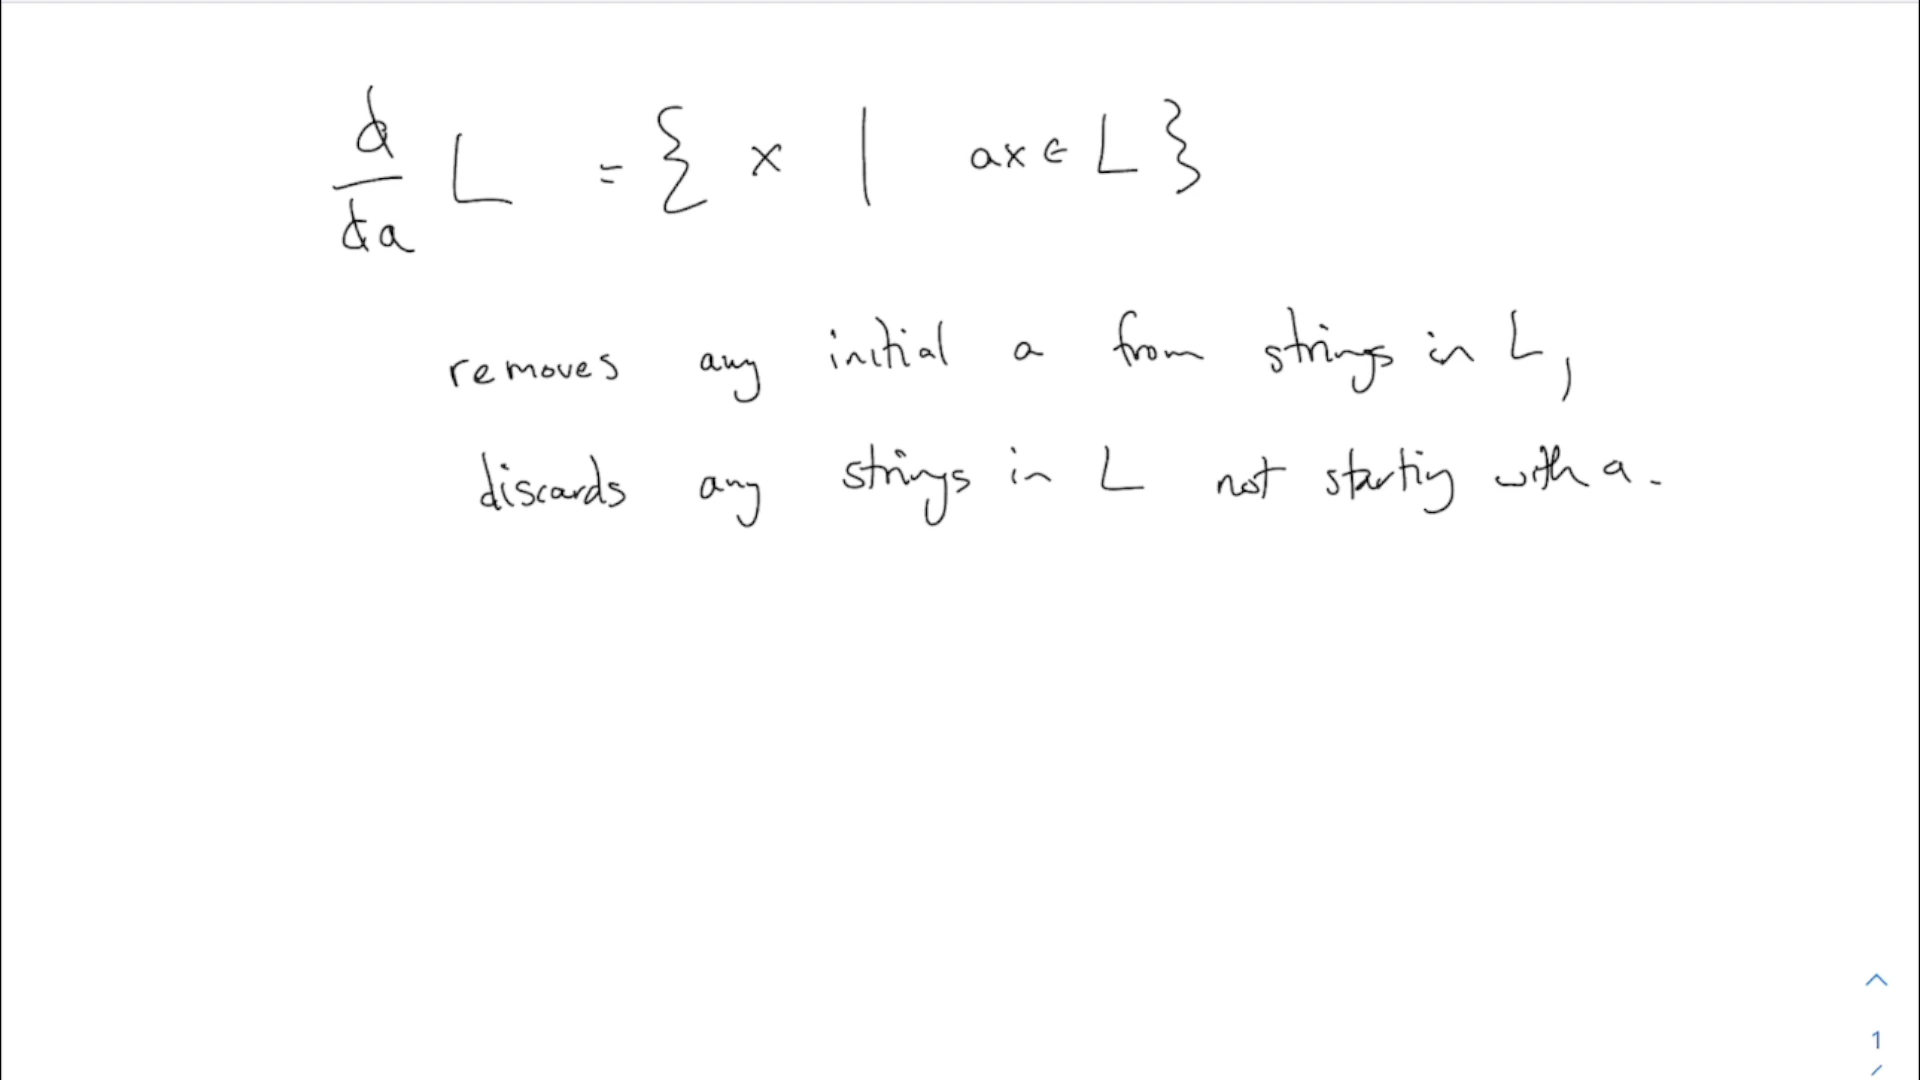 d/da L = { x | ax ∈ L }
removes any initial a from strings in L,
discards any strings in L not starting with a.
1